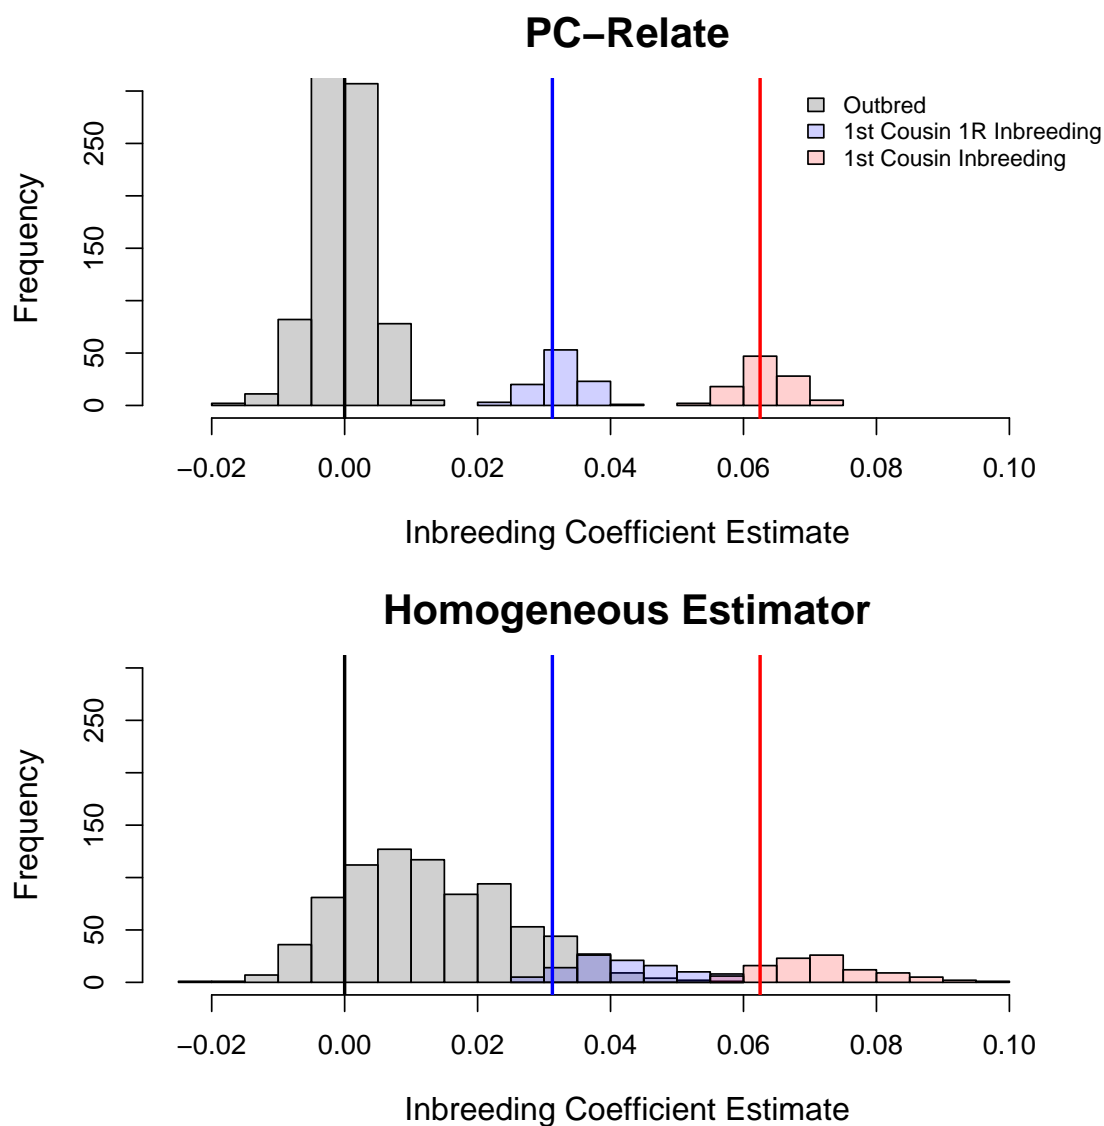 PC−Relate
Outbred
1st Cousin 1R Inbreeding
1st Cousin Inbreeding
Frequency
250
150
50
0
−0.02 0.00 0.02 0.04 0.06 0.08 0.10
Inbreeding Coefficient Estimate
Homogeneous Estimator
Frequency
250
150
50
0
−0.02 0.00 0.02 0.04 0.06 0.08 0.10
Inbreeding Coefficient Estimate